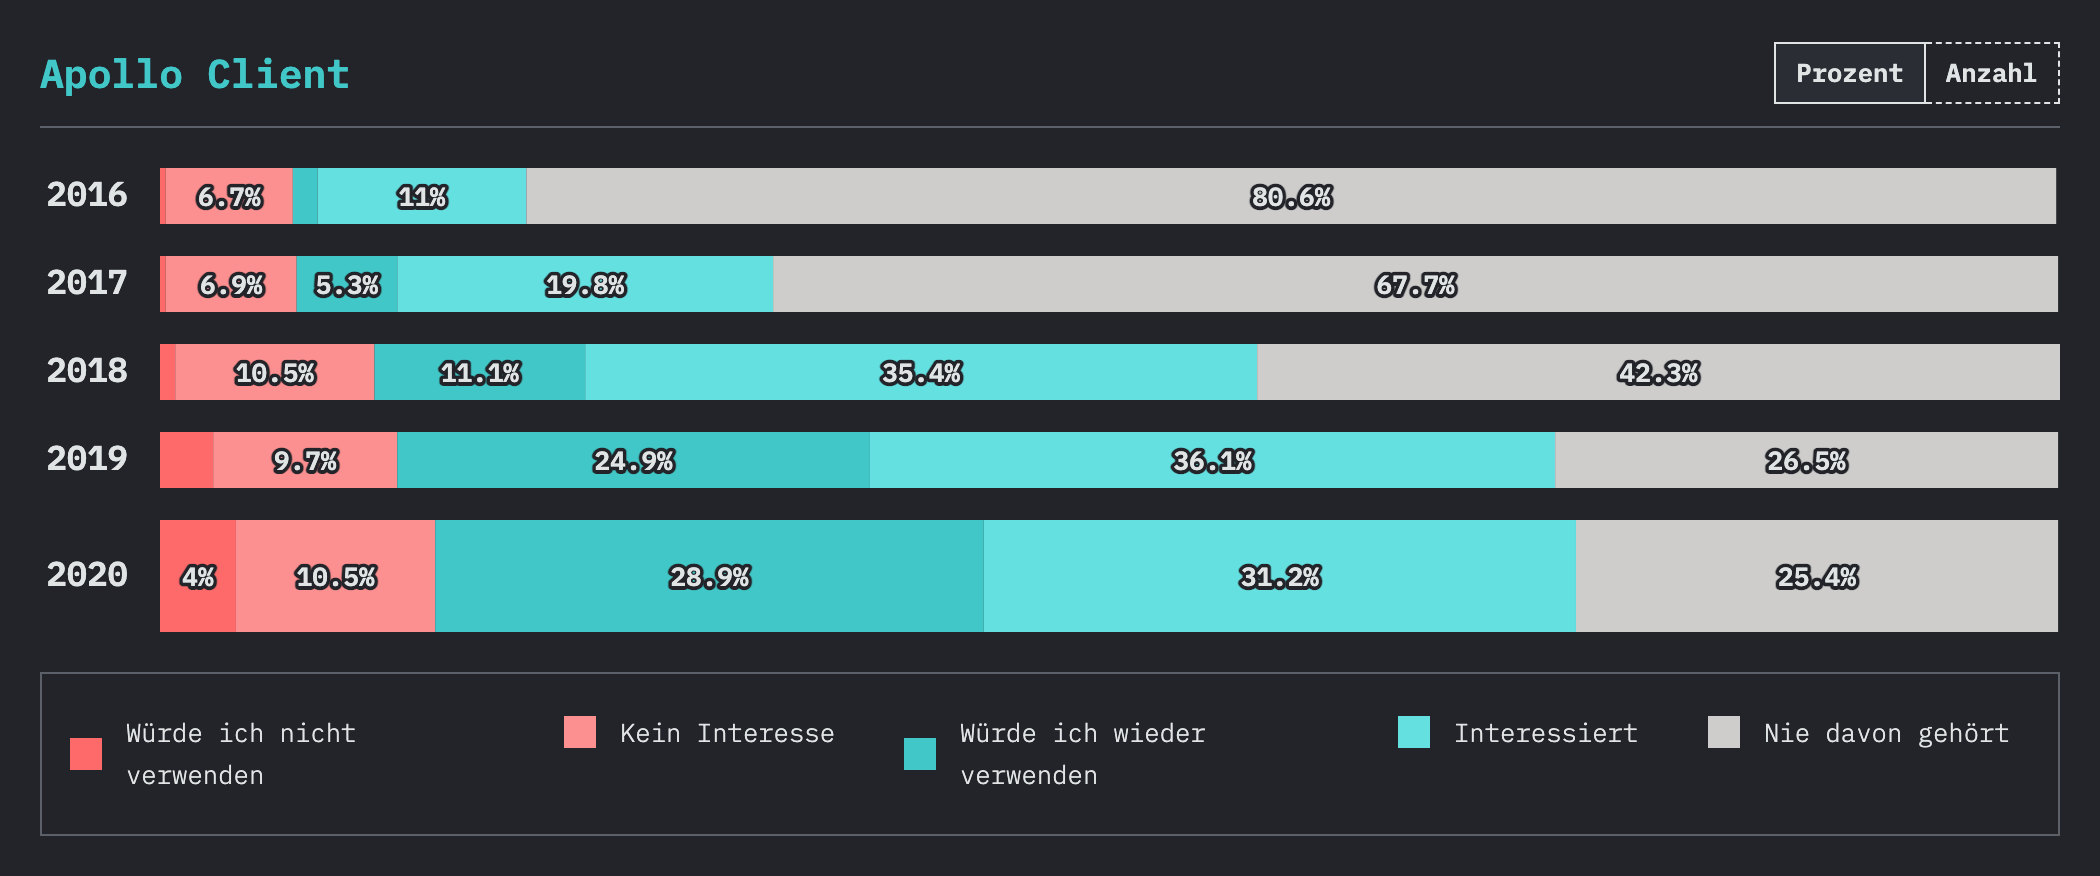 Apollo Client
Prozent Anzahl
2016 6.7% 11% 80.6%
2017 6.9% 5.3% 19.8% 67.7%
2018 10.5% 11.1% 35.4% 42.3%
2019 9.7% 24.9% 36.1% 26.5%
2020 4% 10.5% 28.9% 31.2% 25.4%
Würde ich nicht
verwenden
Kein Interesse
Würde ich wieder
verwenden
Interessiert
Nie davon gehört